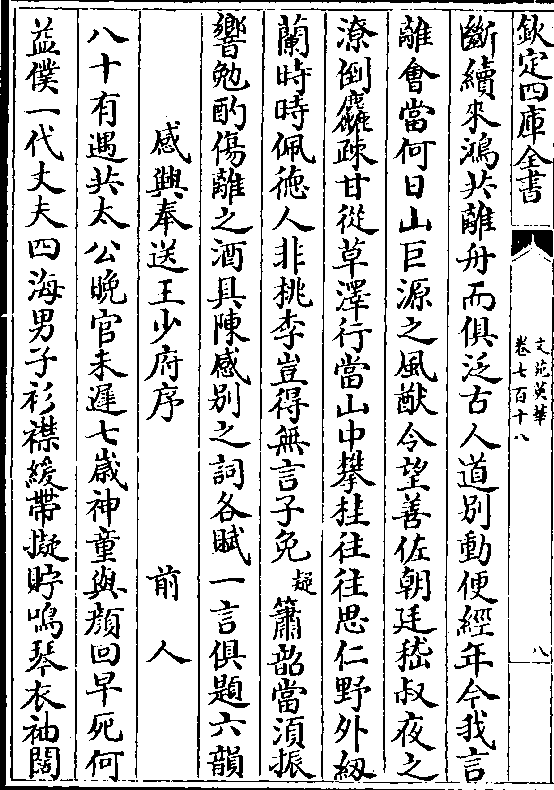 欽定四庫全書
文苑英華
卷七百十八
八
斷續來鴻共離舟而俱泛古人道別動便經年今我言
離會當何日山巨源之風猷令望善佐朝廷嵇叔夜之
潦倒麤疎甘從草澤行當山中攀桂往往思仁野外紉
蘭時時佩德人非桃李豈得無言子免疑簫韶當湏振
響勉酌傷離之酒具陳感別之詞各賦一言俱題六韻
感興奉送王少府序 前人
八十有遇共太公晚官未遲七歲神童與顔回早死何
益僕一代丈夫四海男子衫襟緩帶擬貯鳴琴衣袖闊